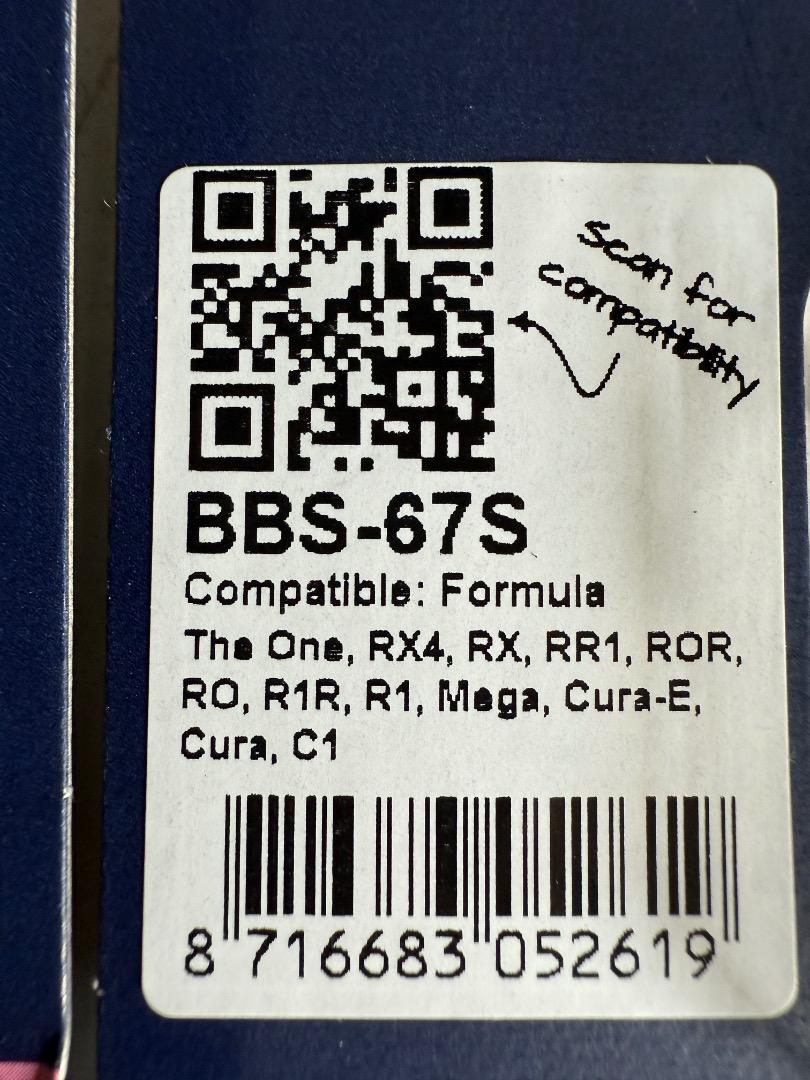 scan for
compatibility
BBS-67S
Compatible: Formula
The One, RX4, RX, RR1, ROR,
RO, R1R, R1, Mega, Cura-E,
Cura, C1
8 716683 052619